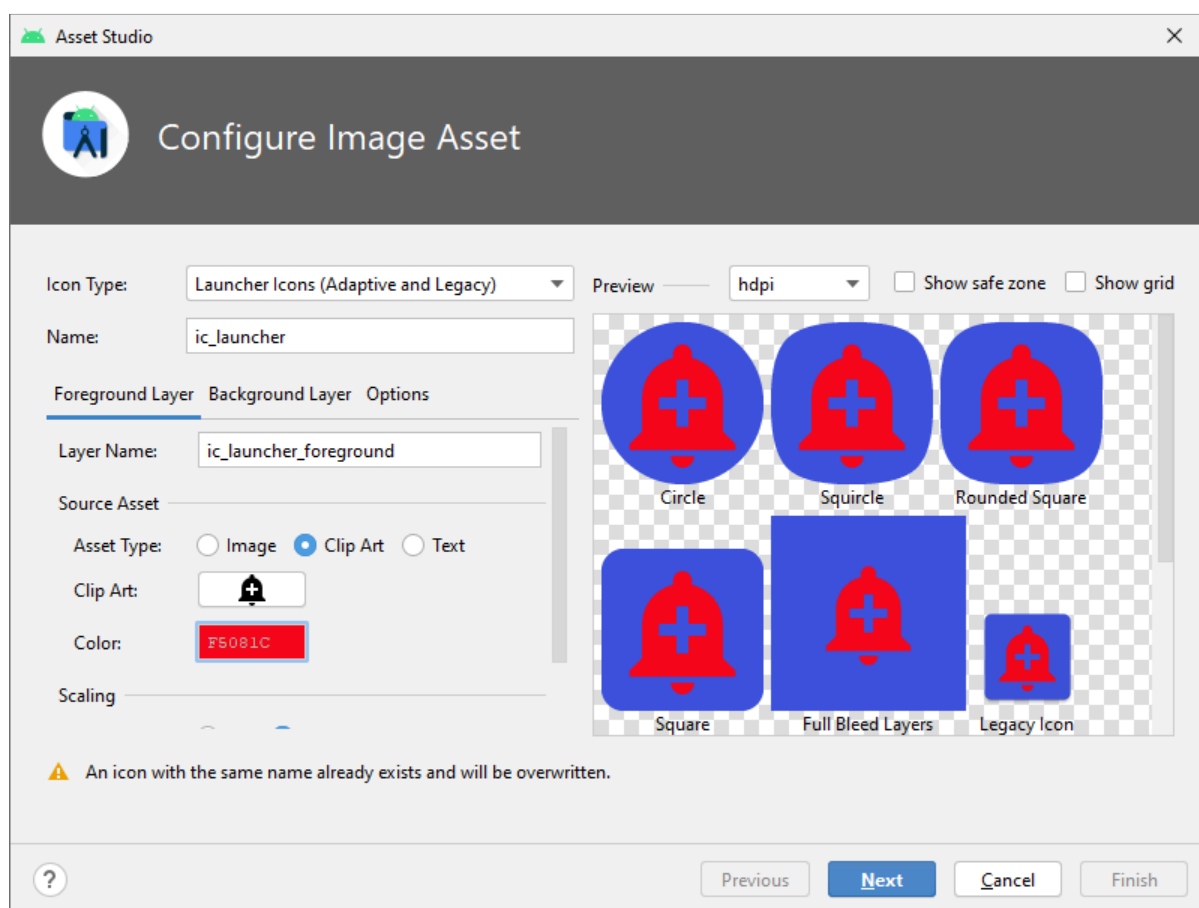 Asset Studio
Configure Image Asset
Icon Type: Launcher Icons (Adaptive and Legacy)
Name: ic_launcher
Foreground Layer Background Layer Options
Layer Name: ic_launcher_foreground
Source Asset
Asset Type: Image Clip Art Text
Clip Art:
Color: F5081C
Scaling
Preview hdpi Show safe zone Show grid
Circle Squircle Rounded Square
Square Full Bleed Layers Legacy Icon
An icon with the same name already exists and will be overwritten.
? Previous Next Cancel Finish